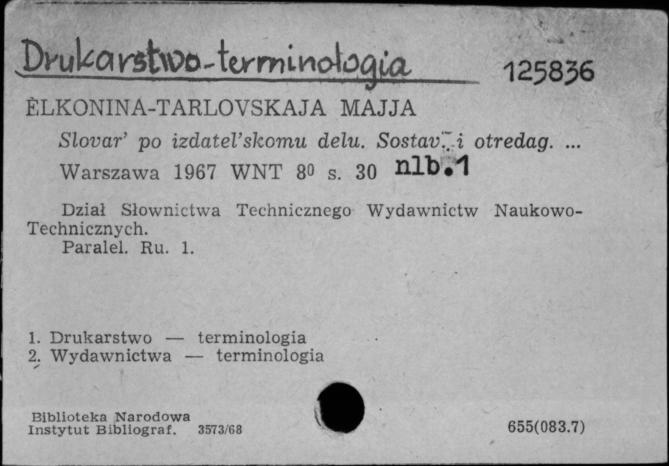 Drukarstwo-terminologia
125836
ÈLKONINA-TARLOVSKAJA MAJJA
Slovar' po izdatel'skomu delu. Sostav. i otredag. ...
Warszawa 1967 WNT 8⁰ s. 30 nlb.1
Dział Słownictwa Technicznego Wydawnictw Naukowo-
Technicznych.
Paralel. Ru. 1.
1. Drukarstwo — terminologia
2. Wydawnictwa — terminologia
Biblioteka Narodowa
Instytut Bibliograf. 3573/68
655(083.7)